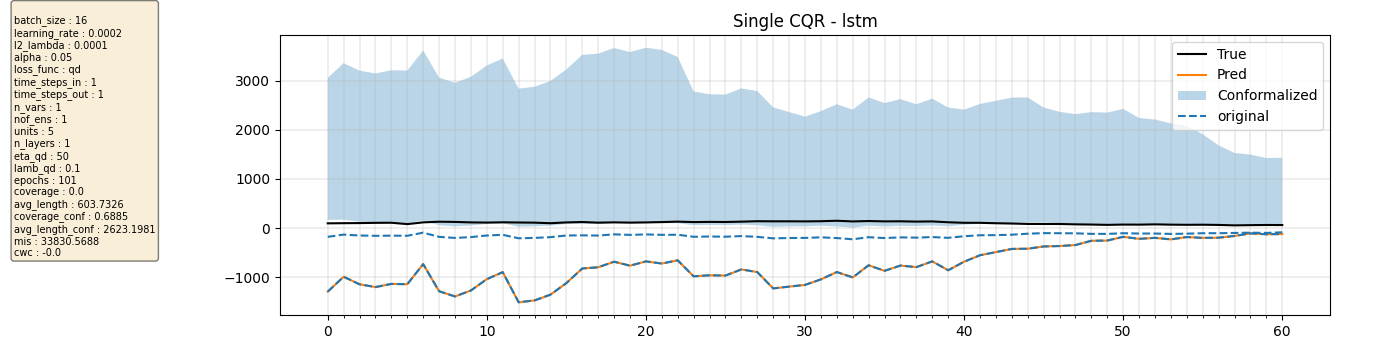 batch_size : 16
learning_rate : 0.0002
l2_lambda : 0.0001
alpha : 0.05
loss_func : qd
time_steps_in : 1
time_steps_out : 1
n_vars : 1
nof_ens : 1
units : 5
n_layers : 1
eta_qd : 50
lamb_qd : 0.1
epochs : 101
coverage : 0.0
avg_length : 603.7326
coverage_conf : 0.6885
avg_length_conf : 2623.1981
mis : 33830.5688
cwc : -0.0
Single CQR - lstm
True
Pred
Conformalized
original
3000
2000
1000
0
−1000
0 10 20 30 40 50 60